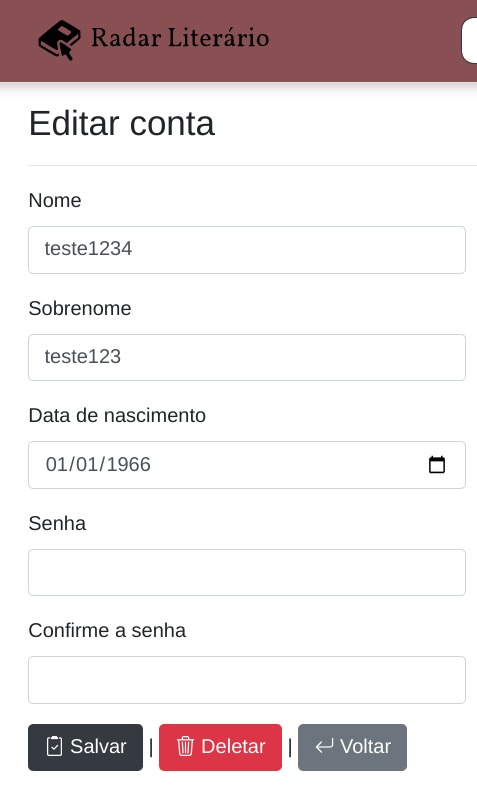 Radar Literário
Editar conta
Nome
teste1234
Sobrenome
teste123
Data de nascimento
01/01/1966
Senha
Confirme a senha
Salvar | Deletar | Voltar